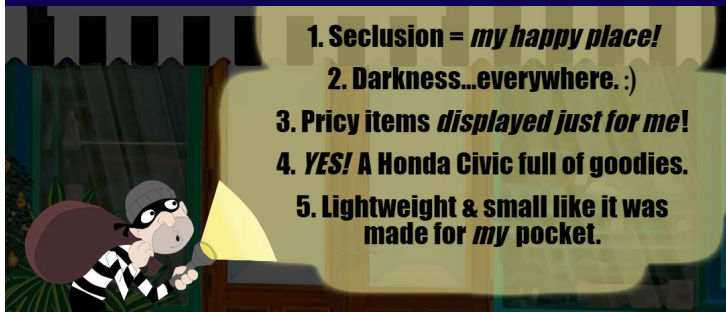 1. Seclusion = my happy place!
2. Darkness...everywhere. :)
3. Pricy items displayed just for me!
4. YES! A Honda Civic full of goodies.
5. Lightweight & small like it was
made for my pocket.